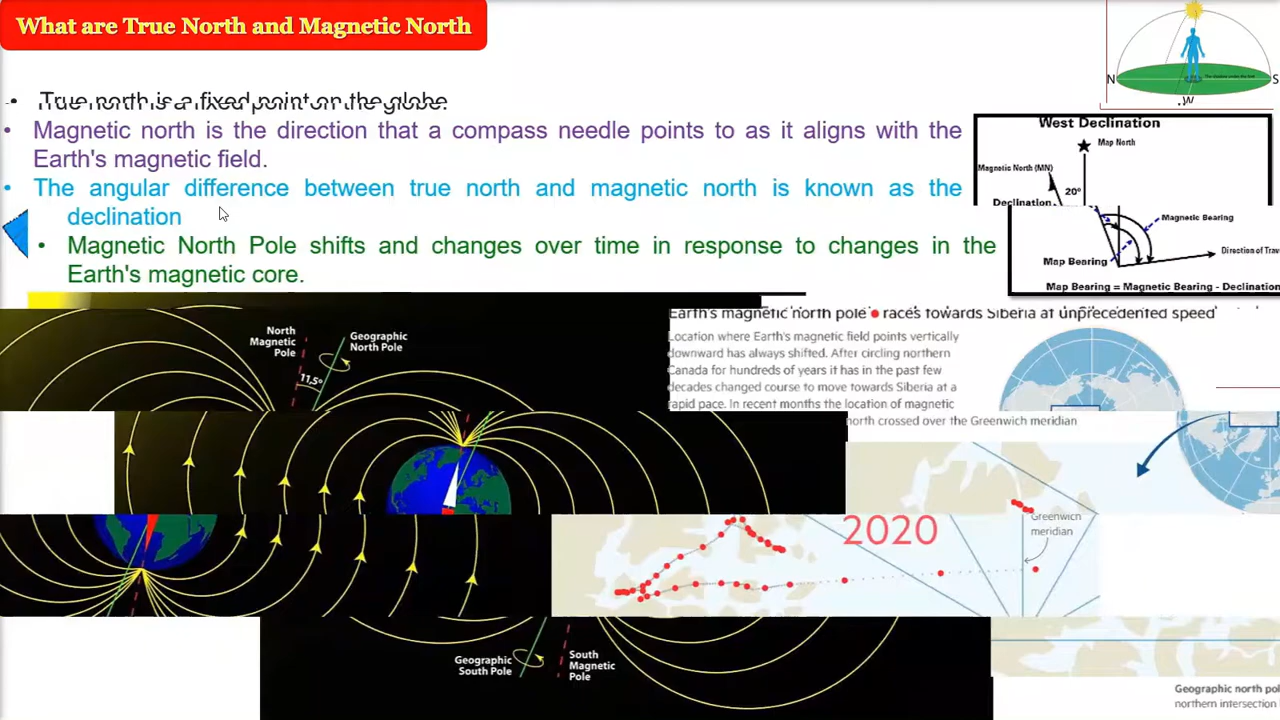 What are True North and Magnetic North
• True north is a fixed point on the globe
• Magnetic north is the direction that a compass needle points to as it aligns with the
Earth's magnetic field.
• The angular difference between true north and magnetic north is known as the
declination
• Magnetic North Pole shifts and changes over time in response to changes in the
Earth's magnetic core.
N
S
W
West Declination
Map North
Magnetic North (MN)
20°
Declination
Magnetic Bearing
Direction of Trav
Map Bearing
Map Bearing = Magnetic Bearing - Declination
North
Magnetic
Pole
Geographic
North Pole
11,5°
Geographic
South Pole
South
Magnetic
Pole
Earth's magnetic north pole races towards Siberia at unprecedented speed
Location where Earth's magnetic field points vertically
downward has always shifted. After circling northern
Canada for hundreds of years it has in the past few
decades changed course to move towards Siberia at a
rapid pace. In recent months the location of magnetic
north crossed over the Greenwich meridian
2020
Greenwich
meridian
Geographic north pol
northern intersection